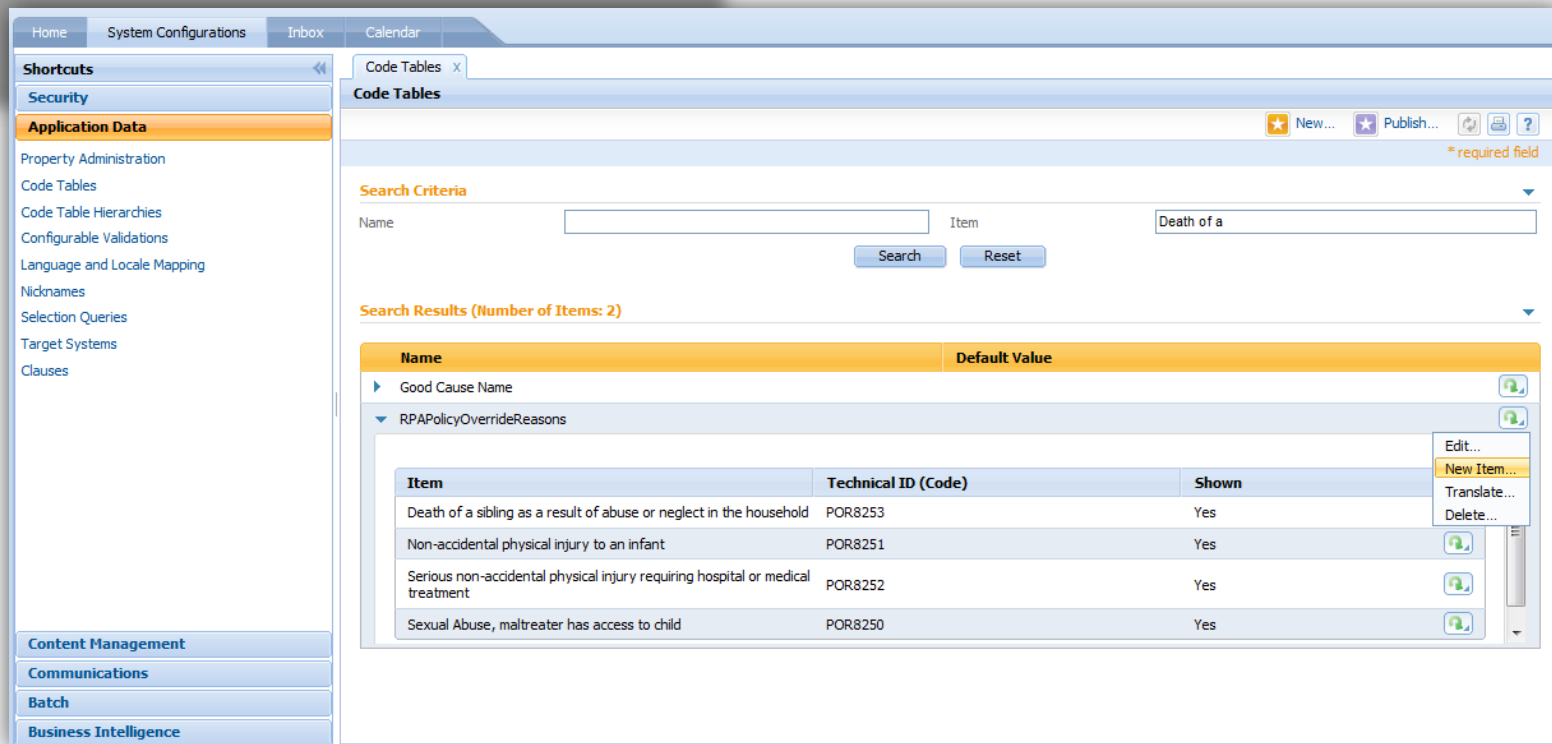 Home System Configurations Inbox Calendar
Shortcuts
Security
Application Data
Property Administration
Code Tables
Code Table Hierarchies
Configurable Validations
Language and Locale Mapping
Nicknames
Selection Queries
Target Systems
Clauses
Content Management
Communications
Batch
Business Intelligence
Code Tables x
Code Tables
New... Publish... ?
* required field
Search Criteria
Name Item Death of a
Search Reset
Search Results (Number of Items: 2)
Name Default Value
Good Cause Name
RPAPolicyOverrideReasons
Edit...
New Item...
Translate...
Delete...
Item Technical ID (Code) Shown
Death of a sibling as a result of abuse or neglect in the household POR8253 Yes
Non-accidental physical injury to an infant POR8251 Yes
Serious non-accidental physical injury requiring hospital or medical
treatment POR8252 Yes
Sexual Abuse, maltreater has access to child POR8250 Yes